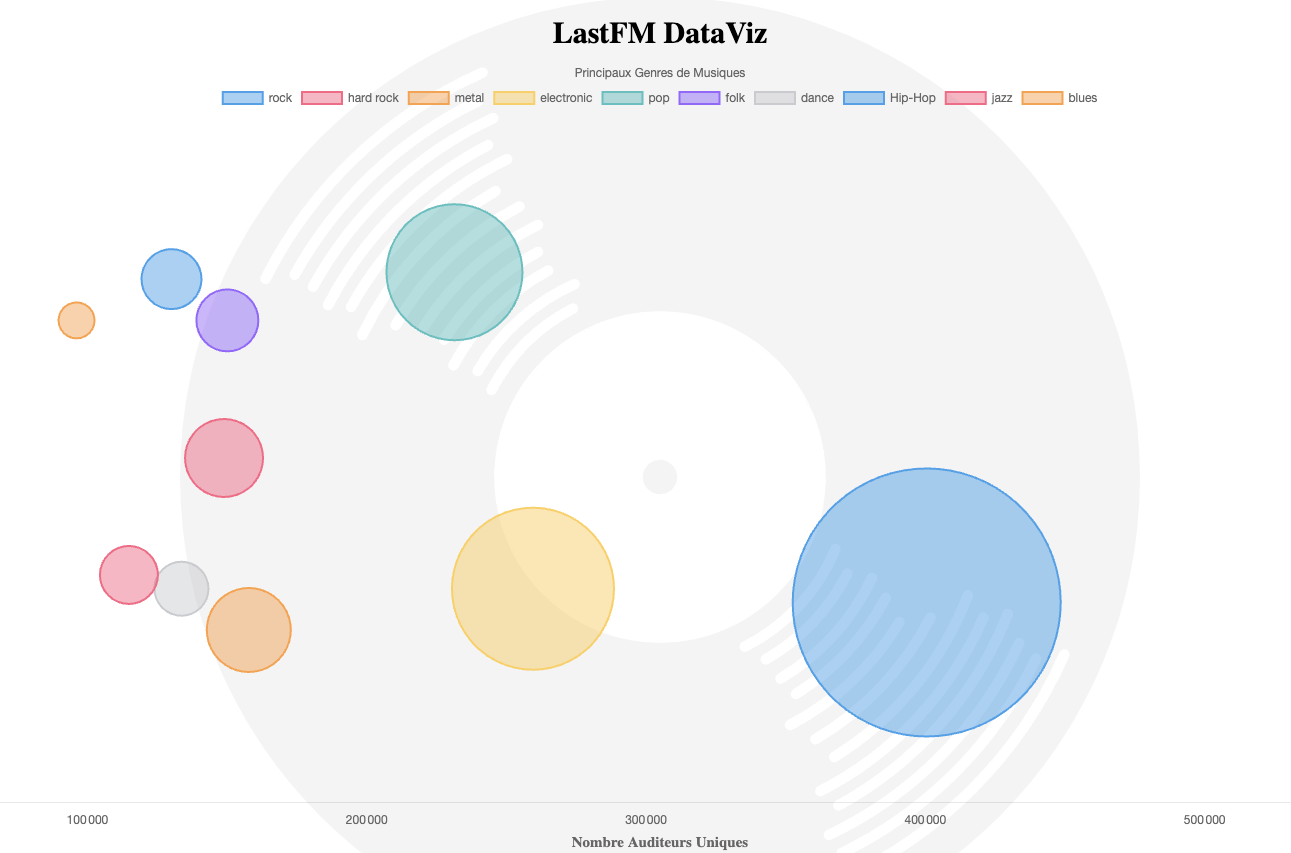 LastFM DataViz
Principaux Genres de Musiques
rock hard rock metal electronic pop folk dance Hip-Hop jazz blues
100 000 200 000 300 000 400 000 500 000
Nombre Auditeurs Uniques